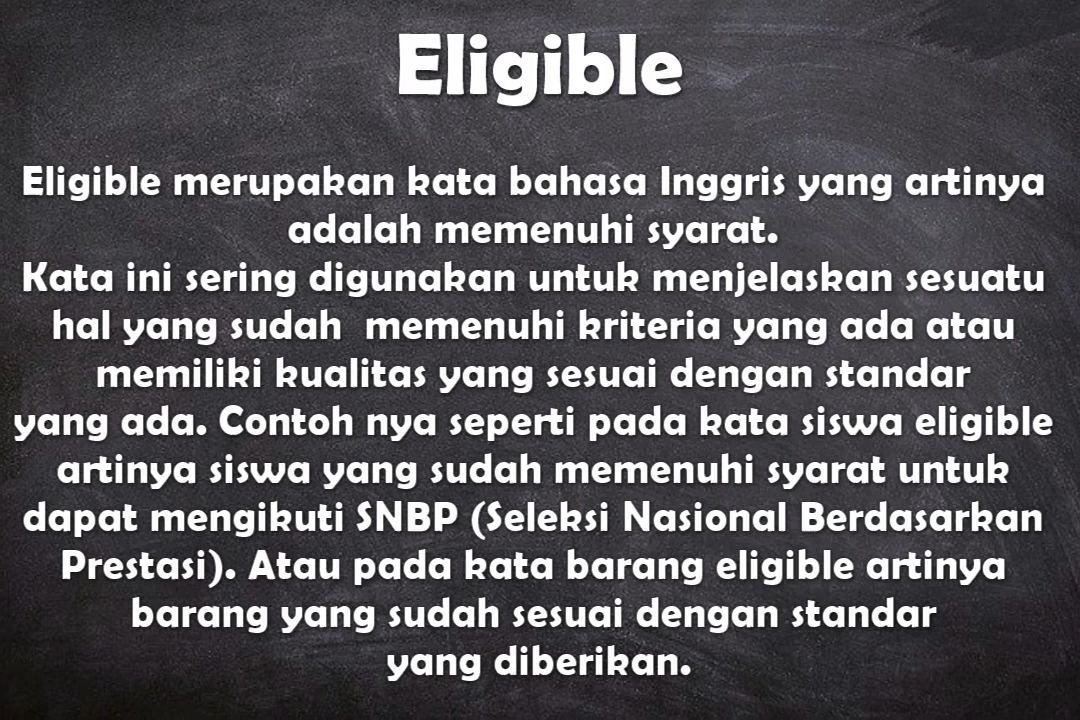 Eligible
Eligible merupakan kata bahasa Inggris yang artinya
adalah memenuhi syarat.
Kata ini sering digunakan untuk menjelaskan sesuatu
hal yang sudah  memenuhi kriteria yang ada atau
memiliki kualitas yang sesuai dengan standar
yang ada. Contoh nya seperti pada kata siswa eligible
artinya siswa yang sudah memenuhi syarat untuk
dapat mengikuti SNBP (Seleksi Nasional Berdasarkan
Prestasi). Atau pada kata barang eligible artinya
barang yang sudah sesuai dengan standar
yang diberikan.